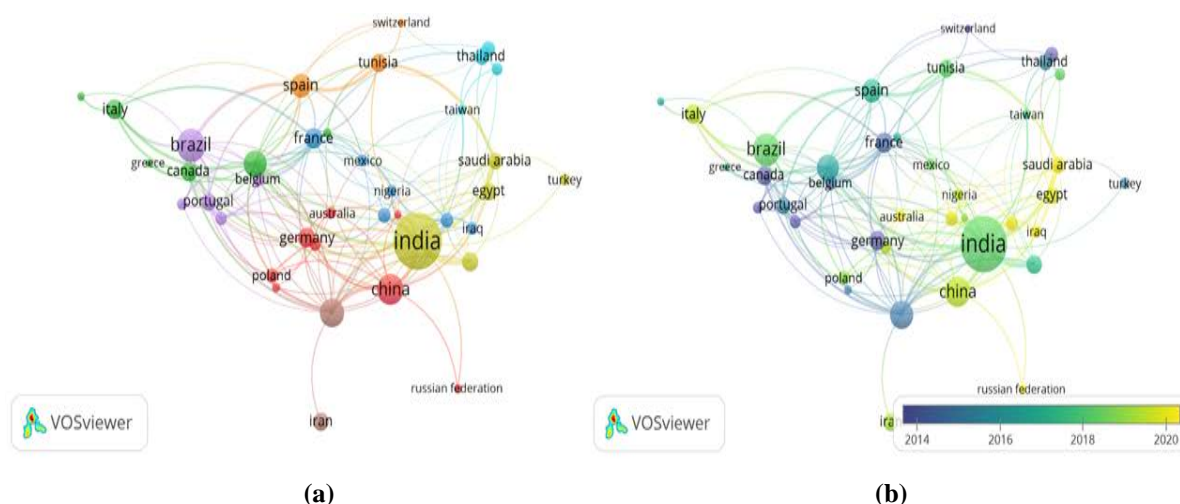 switzerland
thailand
tunisia
spain
italy
taiwan
france
brazil
mexico
saudi arabia
greece
canada
belgium
turkey
nigeria
egypt
portugal
australia
iraq
germany
india
poland
china
russian federation
iran
VOSviewer
(a)
switzerland
thailand
tunisia
spain
italy
taiwan
france
brazil
mexico
saudi arabia
greece
canada
belgium
turkey
nigeria
egypt
portugal
australia
iraq
germany
india
poland
china
russian federation
iran
VOSviewer
2014 2016 2018 2020
(b)